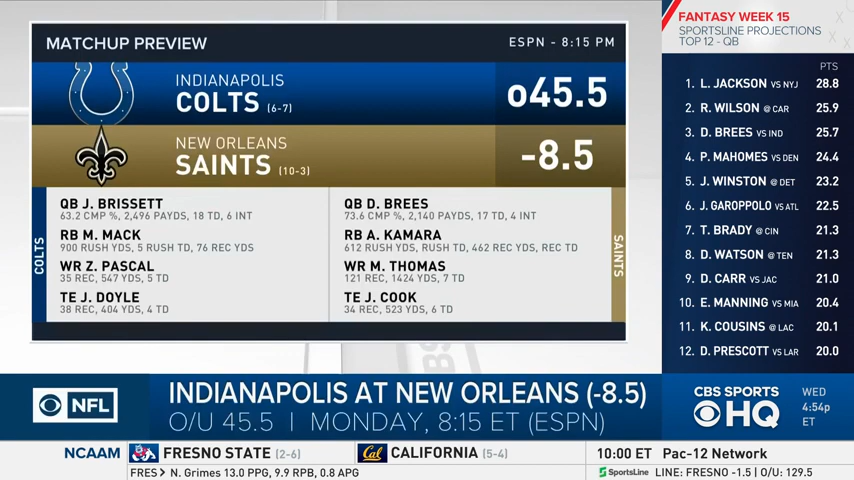 MATCHUP PREVIEW
ESPN - 8:15 PM
INDIANAPOLIS
COLTS (6-7)
o45.5
NEW ORLEANS
SAINTS (10-3)
-8.5
COLTS
QB J. BRISSETT
63.2 CMP %, 2,496 PAYDS, 18 TD, 6 INT
RB M. MACK
900 RUSH YDS, 5 RUSH TD, 76 REC YDS
WR Z. PASCAL
35 REC, 547 YDS, 5 TD
TE J. DOYLE
38 REC, 404 YDS, 4 TD
QB D. BREES
73.6 CMP %, 2,140 PAYDS, 17 TD, 4 INT
RB A. KAMARA
612 RUSH YDS, RUSH TD, 462 REC YDS, REC TD
WR M. THOMAS
121 REC, 1424 YDS, 7 TD
TE J. COOK
34 REC, 523 YDS, 6 TD
SAINTS
FANTASY WEEK 15
SPORTSLINE PROJECTIONS
TOP 12 - QB
PTS
1. L. JACKSON VS NYJ 28.8
2. R. WILSON @ CAR 25.9
3. D. BREES VS IND 25.7
4. P. MAHOMES VS DEN 24.4
5. J. WINSTON @ DET 23.2
6. J. GAROPPOLO VS ATL 22.5
7. T. BRADY @ CIN 21.3
8. D. WATSON @ TEN 21.3
9. D. CARR VS JAC 21.0
10. E. MANNING VS MIA 20.4
11. K. COUSINS @ LAC 20.1
12. D. PRESCOTT VS LAR 20.0
NFL
INDIANAPOLIS AT NEW ORLEANS (-8.5)
O/U 45.5 | MONDAY, 8:15 ET (ESPN)
CBS SPORTS
HQ
WED
4:54p
ET
NCAAM
FRESNO STATE (2-6)
Cal
CALIFORNIA (5-4)
10:00 ET Pac-12 Network
FRES > N. Grimes 13.0 PPG, 9.9 RPB, 0.8 APG
SportsLine LINE: FRESNO -1.5 | O/U: 129.5